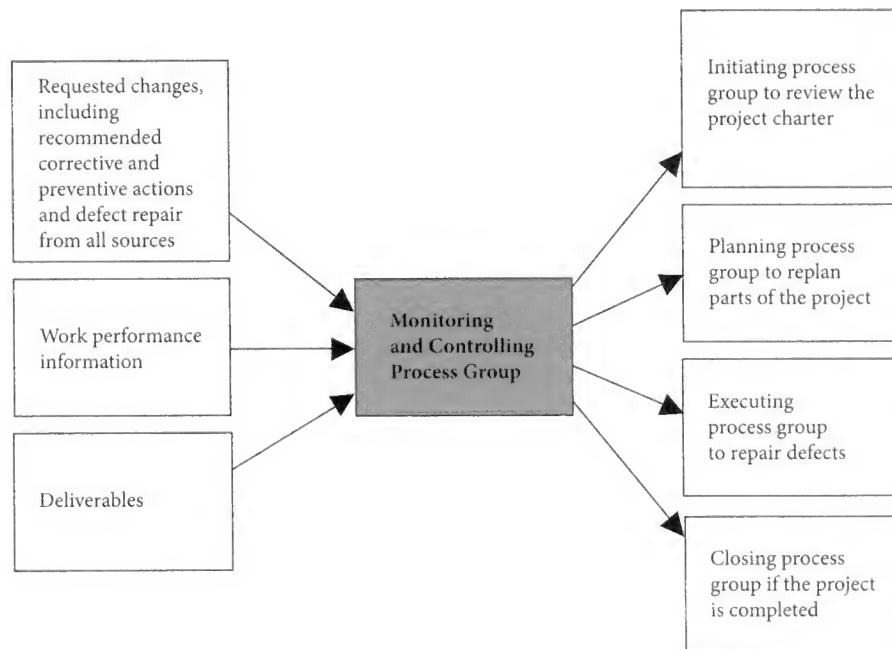 Requested changes,
including
recommended
corrective and
preventive actions
and defect repair
from all sources
Work performance
information
Deliverables
Monitoring
and Controlling
Process Group
Initiating process
group to review the
project charter
Planning process
group to replan
parts of the project
Executing
process group
to repair defects
Closing process
group if the project
is completed